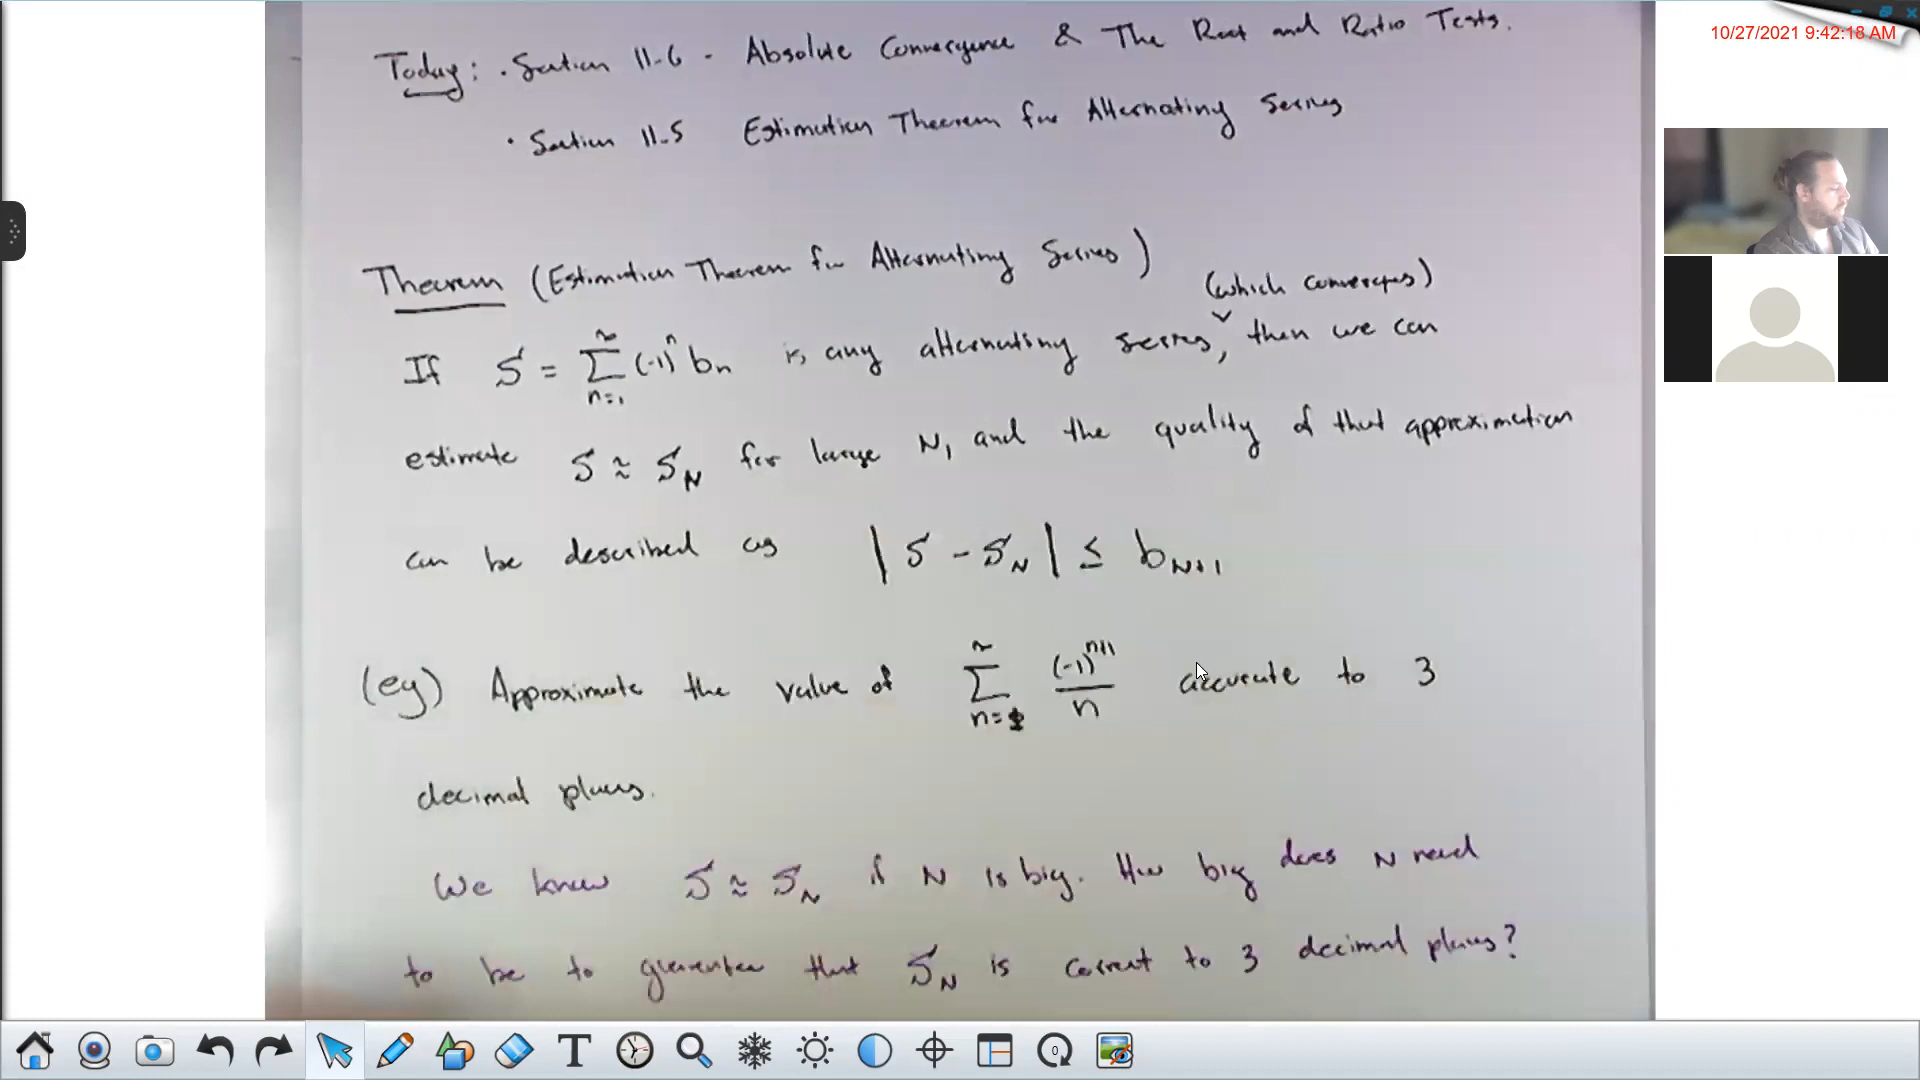 10/27/2021 9:42:18 AM
Today: . Section 11.6 - Absolute Convergence & The Root and Ratio Tests.
• Section 11.5 Estimation Theorem for Alternating Series
Theorem (Estimation Theorem for Alternating Series)
(which converges)
If S = ∑_{n=1}^{∞} (-1)^n b_n is any alternating series, then we can
estimate S ≈ S_N for large N, and the quality of that approximation
can be described as |S - S_N| ≤ b_{N+1}
(eg) Approximate the value of ∑_{n=1}^{∞} (-1)^{n+1}/n accurate to 3
decimal places.
We know S ≈ S_N if N is big. How big does N need
to be to guarantee that S_N is correct to 3 decimal places?
T
0